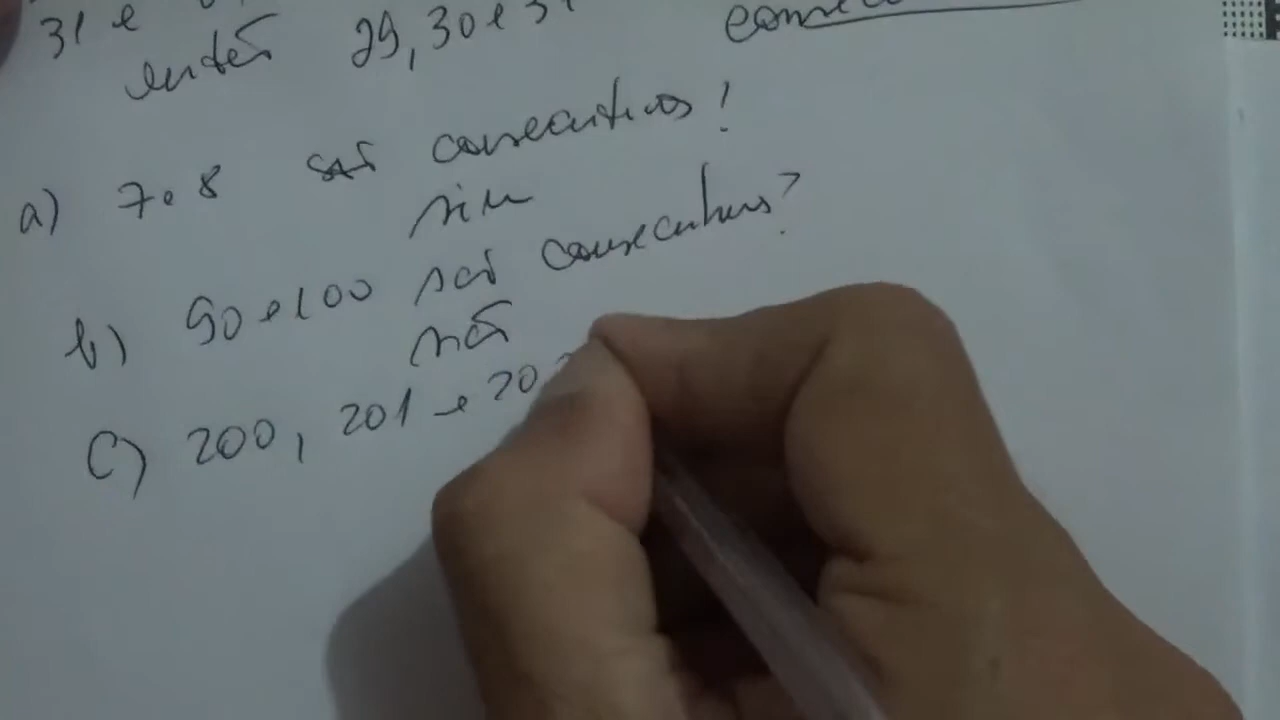 31 e
então 29, 30 e 31
a) 7 e 8 são consecutivos!
sim
b) 90 e 100 são consecutivos?
não
c) 200, 201 e 20